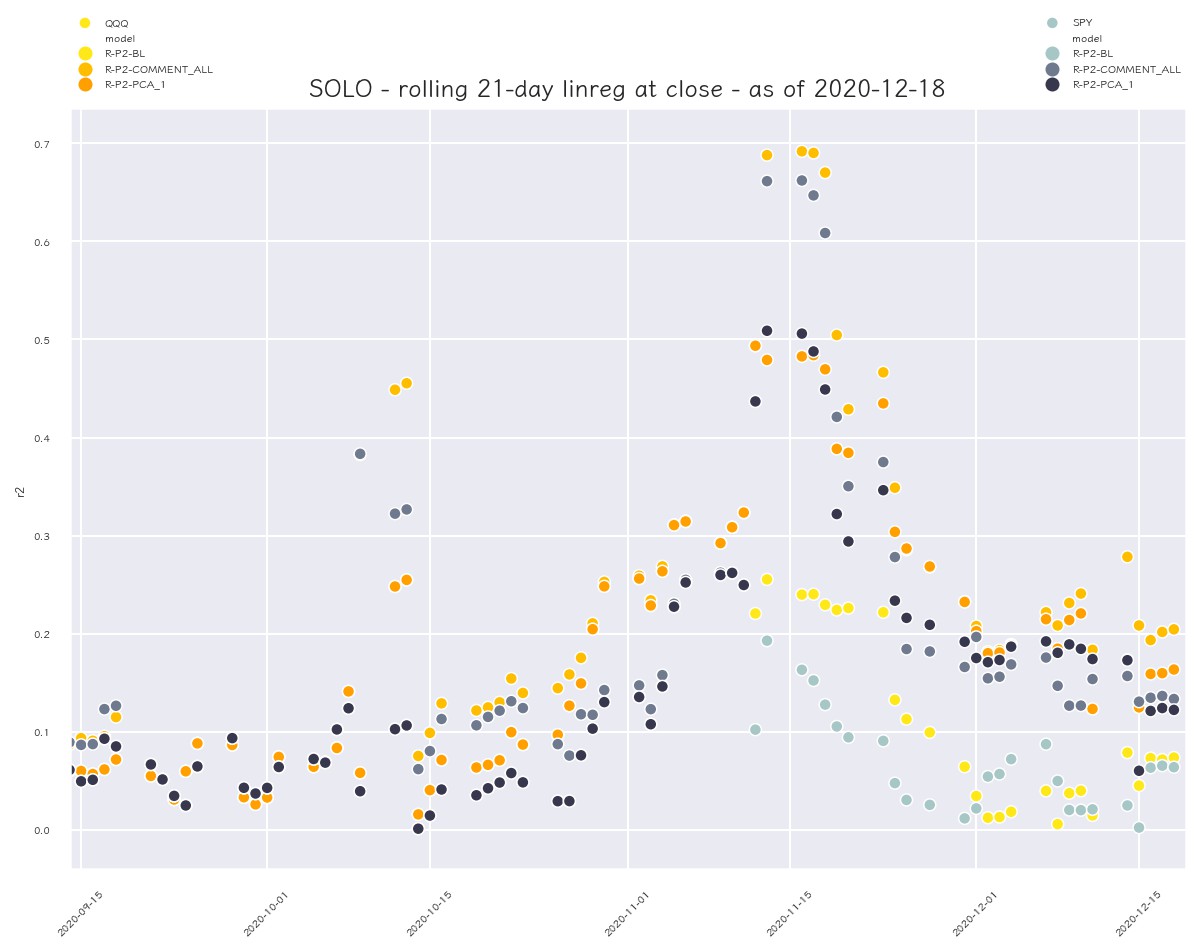 QQQ
model
R-P2-BL
R-P2-COMMENT_ALL
R-P2-PCA_1
SPY
model
R-P2-BL
R-P2-COMMENT_ALL
R-P2-PCA_1
SOLO - rolling 21-day linreg at close - as of 2020-12-18
0.7
0.6
0.5
0.4
0.3
0.2
0.1
0.0
r2
2020-09-15
2020-10-01
2020-10-15
2020-11-01
2020-11-15
2020-12-01
2020-12-15